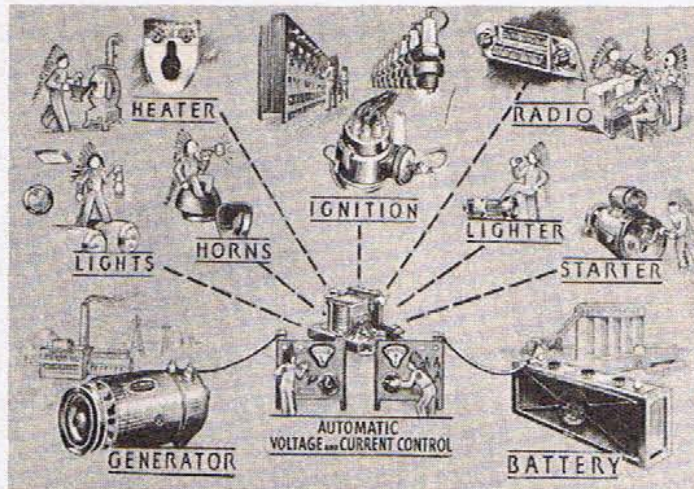 HEATER
RADIO
IGNITION
LIGHTS
HORNS
LIGHTER
STARTER
GENERATOR
AUTOMATIC
VOLTAGE AND CURRENT CONTROL
BATTERY